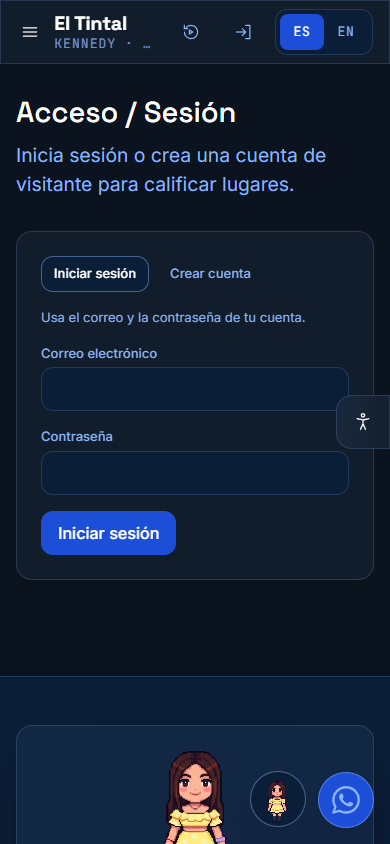 El Tintal
KENNEDY · …
ES
EN
Acceso / Sesión
Inicia sesión o crea una cuenta de
visitante para calificar lugares.
Iniciar sesión
Crear cuenta
Usa el correo y la contraseña de tu cuenta.
Correo electrónico
Contraseña
Iniciar sesión